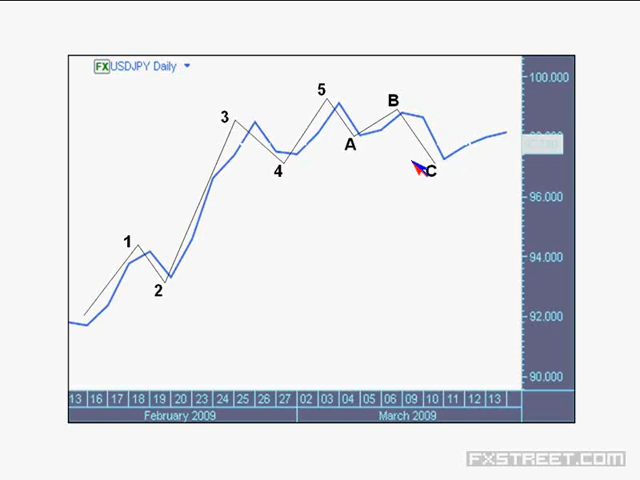 FX USDJPY Daily
100.000
5
B
3
A
98.000
4
C
96.000
1
94.000
2
92.000
90.000
13 16 17 18 19 20 23 24 25 26 27 02 03 04 05 06 09 10 11 12 13
February 2009 March 2009
FXSTREET.COM